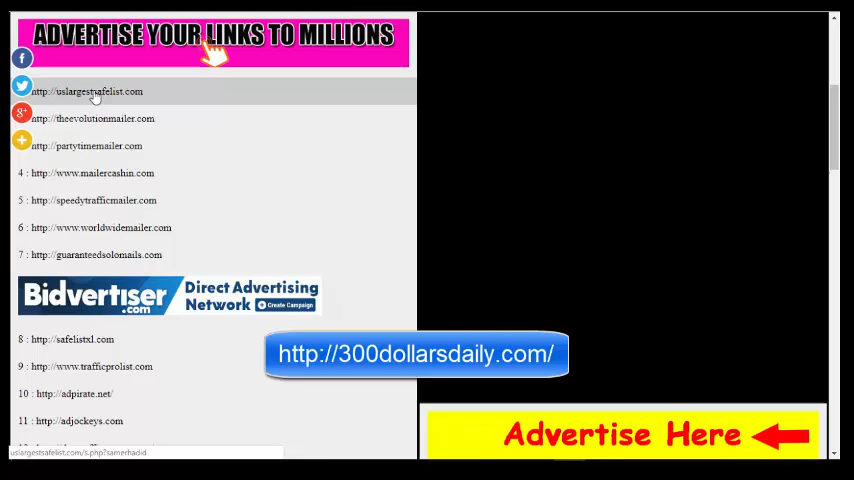 ADVERTISE YOUR LINKS TO MILLIONS
http://uslargestsafelist.com
http://theevolutionmailer.com
http://partytimemailer.com
4 : http://www.mailercashin.com
5 : http://speedytrafficmailer.com
6 : http://www.worldwidemailer.com
7 : http://guaranteedsolomails.com
Bidvertiser.com
Direct Advertising
Network
Create Campaign
8 : http://safelistxl.com
http://300dollarsdaily.com/
9 : http://www.trafficprolist.com
10 : http://adpirate.net/
11 : http://adjockeys.com
Advertise Here
uslargestsafelist.com/s.php?samerhadid